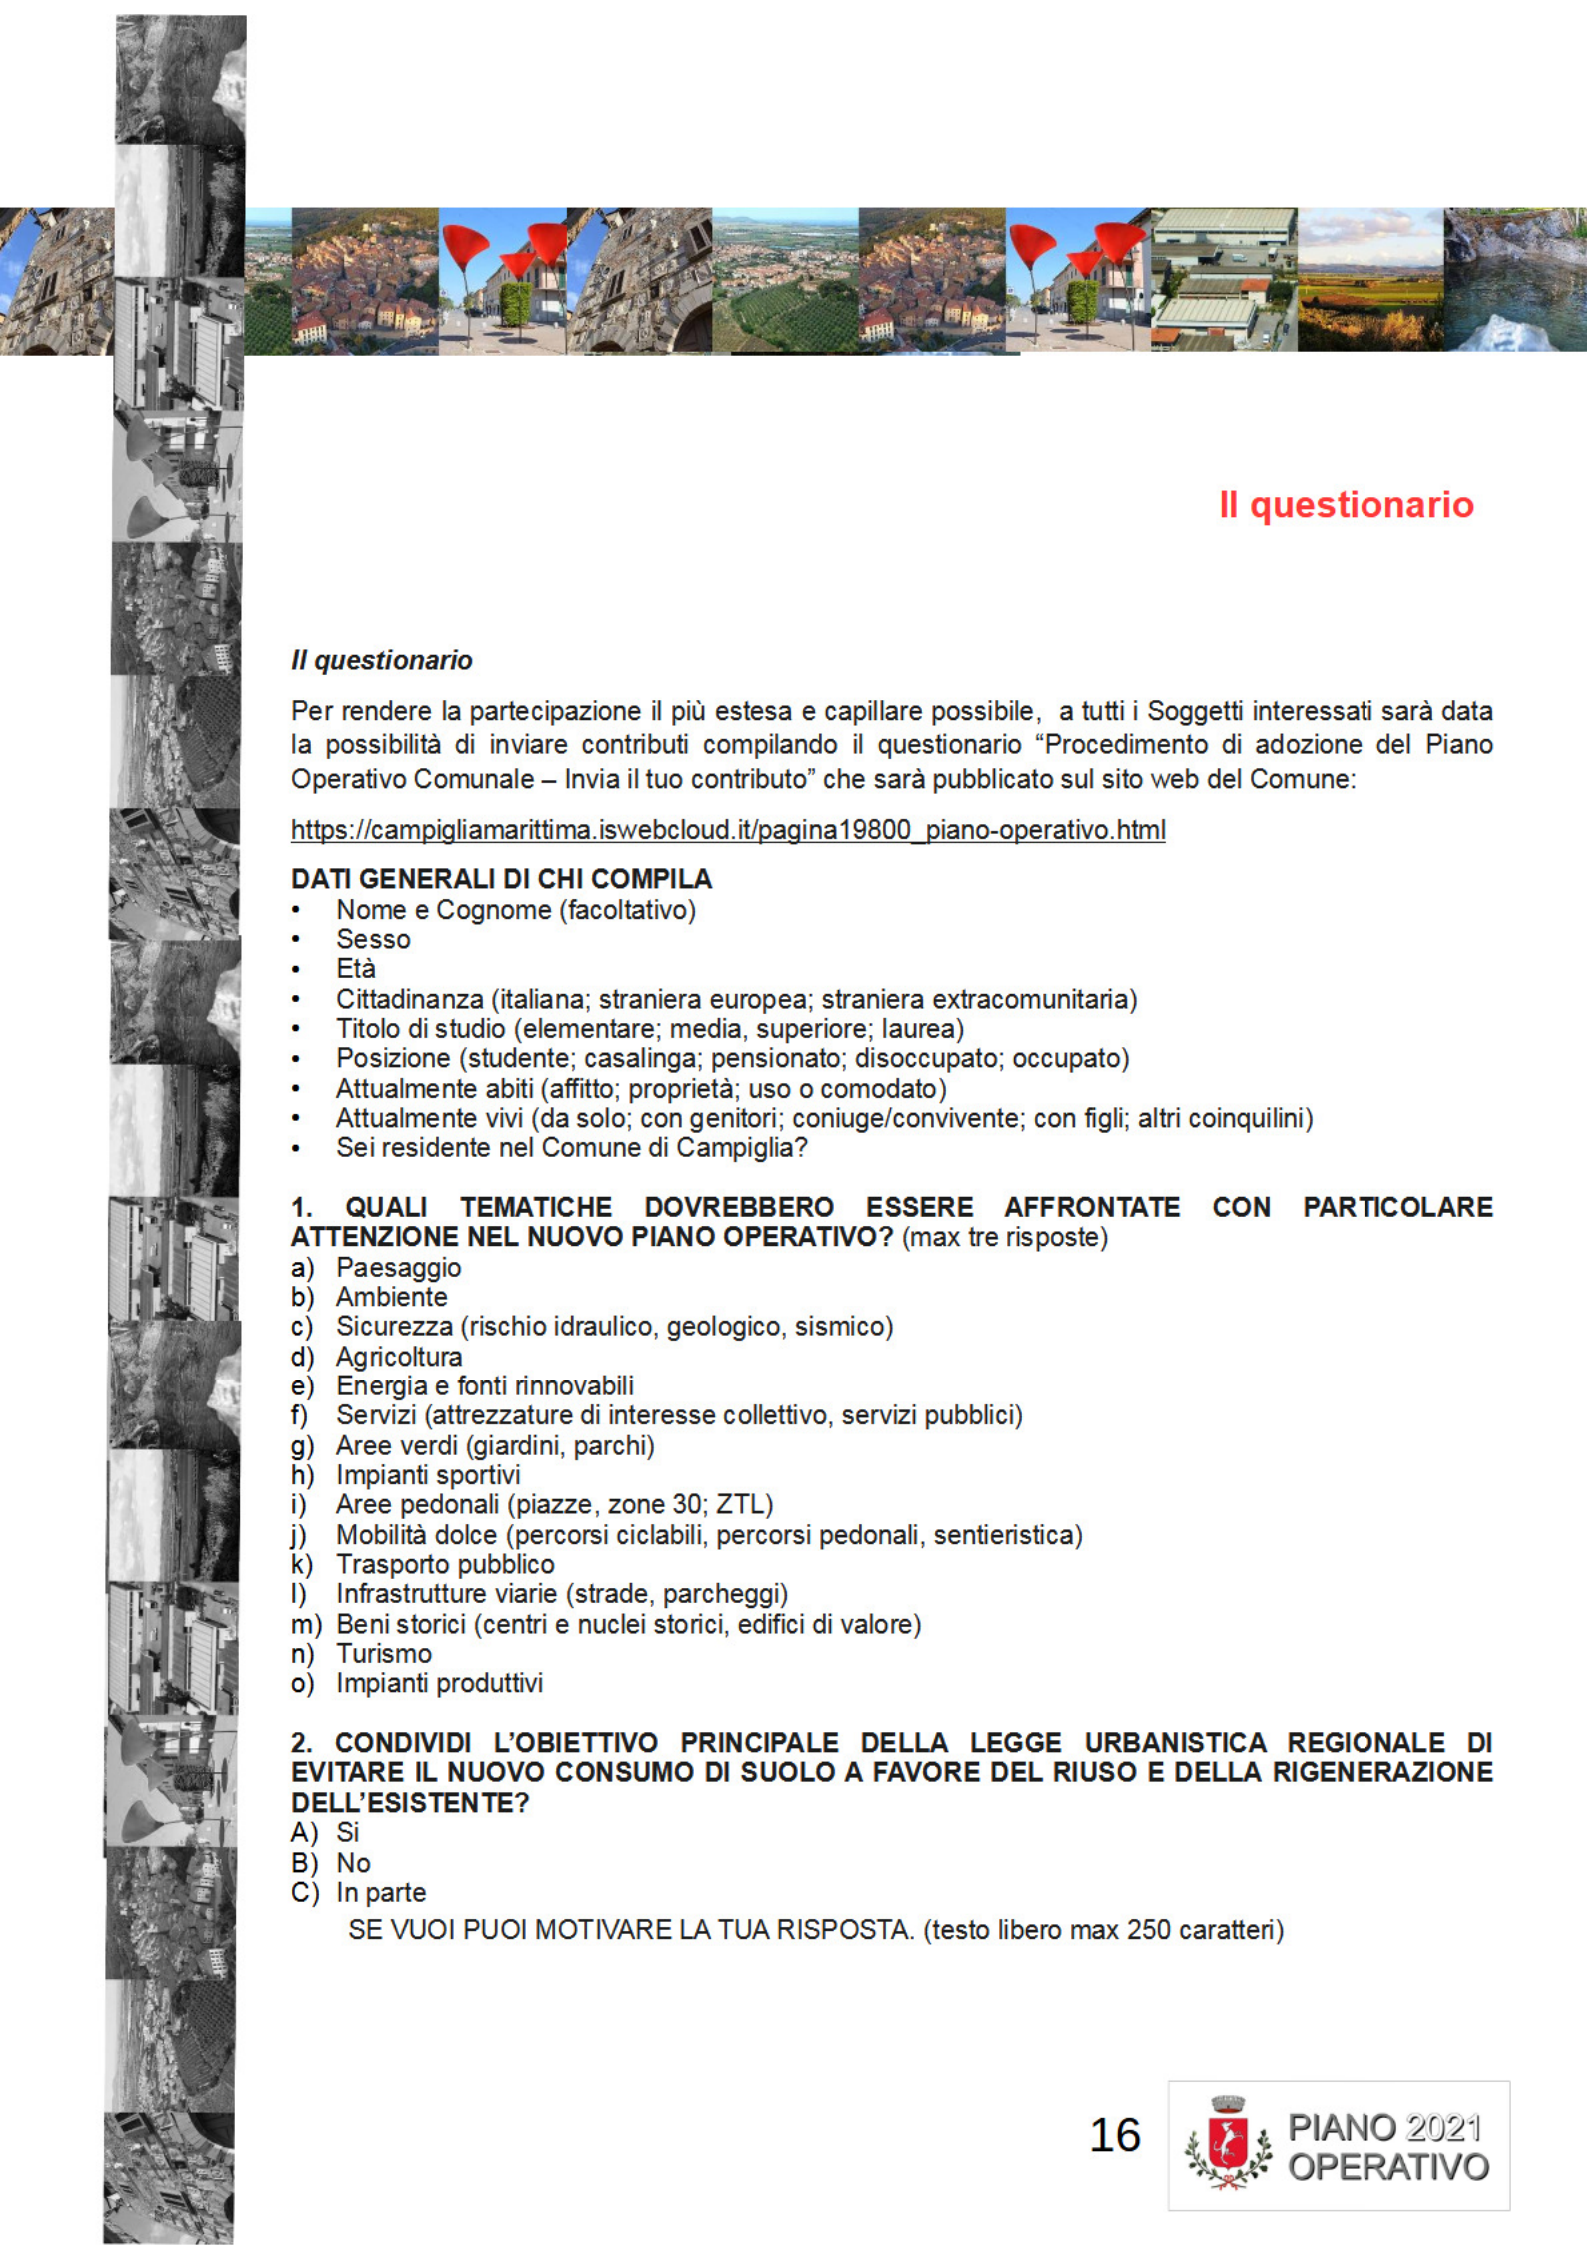 Il questionario
Il questionario
Per rendere la partecipazione il più estesa e capillare possibile, a tutti i Soggetti interessati sarà data
la possibilità di inviare contributi compilando il questionario “Procedimento di adozione del Piano
Operativo Comunale – Invia il tuo contributo” che sarà pubblicato sul sito web del Comune:
https://campigliamarittima.iswebcloud.it/pagina19800_piano-operativo.html
DATI GENERALI DI CHI COMPILA
• Nome e Cognome (facoltativo)
• Sesso
• Età
• Cittadinanza (italiana; straniera europea; straniera extracomunitaria)
• Titolo di studio (elementare; media, superiore; laurea)
• Posizione (studente; casalinga; pensionato; disoccupato; occupato)
• Attualmente abiti (affitto; proprietà; uso o comodato)
• Attualmente vivi (da solo; con genitori; coniuge/convivente; con figli; altri coinquilini)
• Sei residente nel Comune di Campiglia?
1. QUALI TEMATICHE DOVREBBERO ESSERE AFFRONTATE CON PARTICOLARE
ATTENZIONE NEL NUOVO PIANO OPERATIVO? (max tre risposte)
a) Paesaggio
b) Ambiente
c) Sicurezza (rischio idraulico, geologico, sismico)
d) Agricoltura
e) Energia e fonti rinnovabili
f) Servizi (attrezzature di interesse collettivo, servizi pubblici)
g) Aree verdi (giardini, parchi)
h) Impianti sportivi
i) Aree pedonali (piazze, zone 30; ZTL)
j) Mobilità dolce (percorsi ciclabili, percorsi pedonali, sentieristica)
k) Trasporto pubblico
l) Infrastrutture viarie (strade, parcheggi)
m) Beni storici (centri e nuclei storici, edifici di valore)
n) Turismo
o) Impianti produttivi
2. CONDIVIDI L’OBIETTIVO PRINCIPALE DELLA LEGGE URBANISTICA REGIONALE DI
EVITARE IL NUOVO CONSUMO DI SUOLO A FAVORE DEL RIUSO E DELLA RIGENERAZIONE
DELL’ESISTENTE?
A) Si
B) No
C) In parte
SE VUOI PUOI MOTIVARE LA TUA RISPOSTA. (testo libero max 250 caratteri)
16
PIANO 2021
OPERATIVO